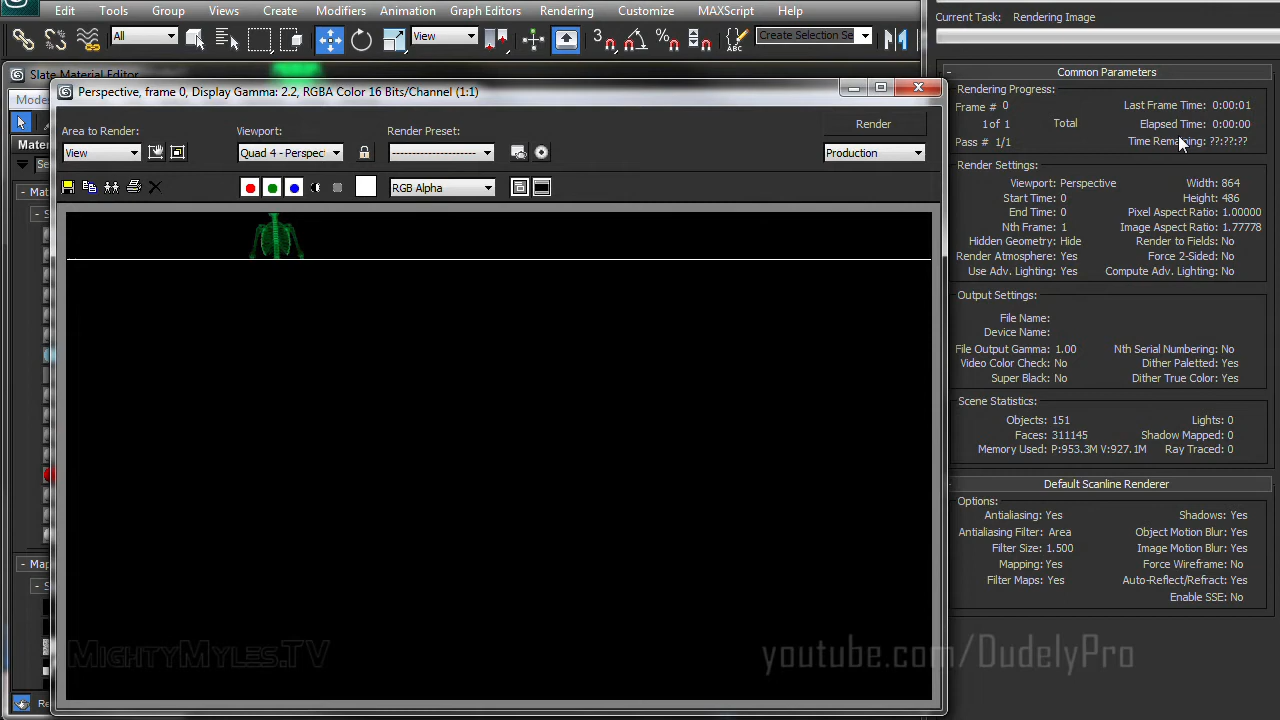 Edit Tools Group Views Create Modifiers Animation Graph Editors Rendering Customize MAXScript Help
All View 3 Create Selection Se
Current Task: Rendering Image
Slate Material Editor
Mode
Mater
Se
Mat
S
Map
S
Re
Perspective, frame 0, Display Gamma: 2.2, RGBA Color 16 Bits/Channel (1:1)
Area to Render: Viewport: Render Preset: Render
View Quad 4 - Perspec Production
RGB Alpha
Common Parameters
Rendering Progress:
Frame # 0 Last Frame Time: 0:00:01
1 of 1 Total Elapsed Time: 0:00:00
Pass # 1/1 Time Remaining: ??:??:??
Render Settings:
Viewport: Perspective Width: 864
Start Time: 0 Height: 486
End Time: 0 Pixel Aspect Ratio: 1.00000
Nth Frame: 1 Image Aspect Ratio: 1.77778
Hidden Geometry: Hide Render to Fields: No
Render Atmosphere: Yes Force 2-Sided: No
Use Adv. Lighting: Yes Compute Adv. Lighting: No
Output Settings:
File Name:
Device Name:
File Output Gamma: 1.00 Nth Serial Numbering: No
Video Color Check: No Dither Paletted: Yes
Super Black: No Dither True Color: Yes
Scene Statistics:
Objects: 151 Lights: 0
Faces: 311145 Shadow Mapped: 0
Memory Used: P:953.3M V:927.1M Ray Traced: 0
Default Scanline Renderer
Options:
Antialiasing: Yes Shadows: Yes
Antialiasing Filter: Area Object Motion Blur: Yes
Filter Size: 1.500 Image Motion Blur: Yes
Mapping: Yes Force Wireframe: No
Filter Maps: Yes Auto-Reflect/Refract: Yes
Enable SSE: No
MightyMyles.TV
youtube.com/DudelyPro